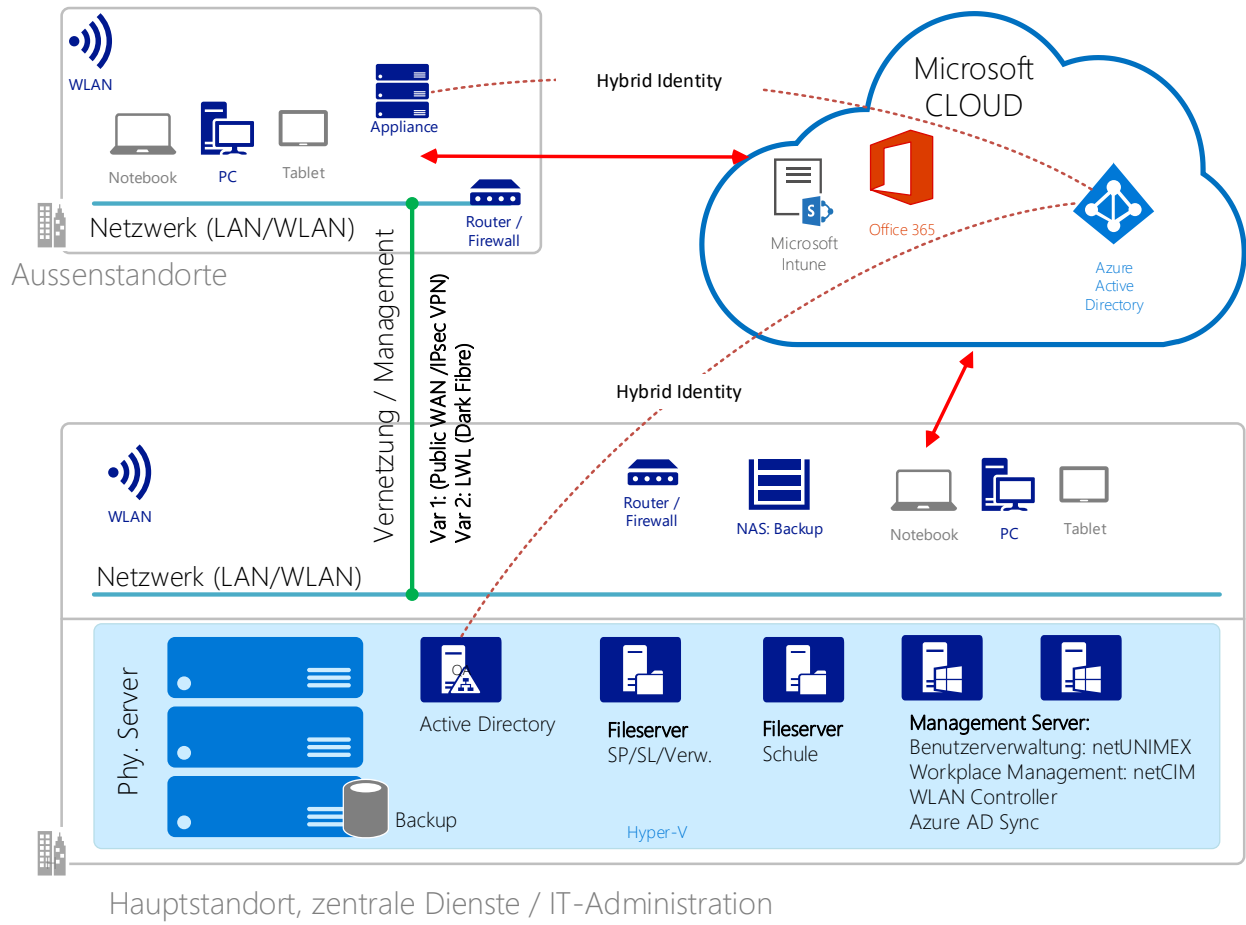 WLAN
Notebook
PC
Tablet
Appliance
Netzwerk (LAN/WLAN)
Router /
Firewall
Aussenstandorte
Hybrid Identity
Microsoft
CLOUD
Microsoft
Intune
Office 365
Azure
Active
Directory
Vernetzung / Management
Var 1: (Public WAN /IPsec VPN)
Var 2: LWL (Dark Fibre)
Hybrid Identity
WLAN
Router /
Firewall
NAS: Backup
Notebook
PC
Tablet
Netzwerk (LAN/WLAN)
Phy. Server
Backup
Active Directory
Fileserver
SP/SL/Verw.
Fileserver
Schule
Management Server:
Benutzerverwaltung: netUNIMEX
Workplace Management: netCIM
WLAN Controller
Azure AD Sync
Hyper-V
Hauptstandort, zentrale Dienste / IT-Administration